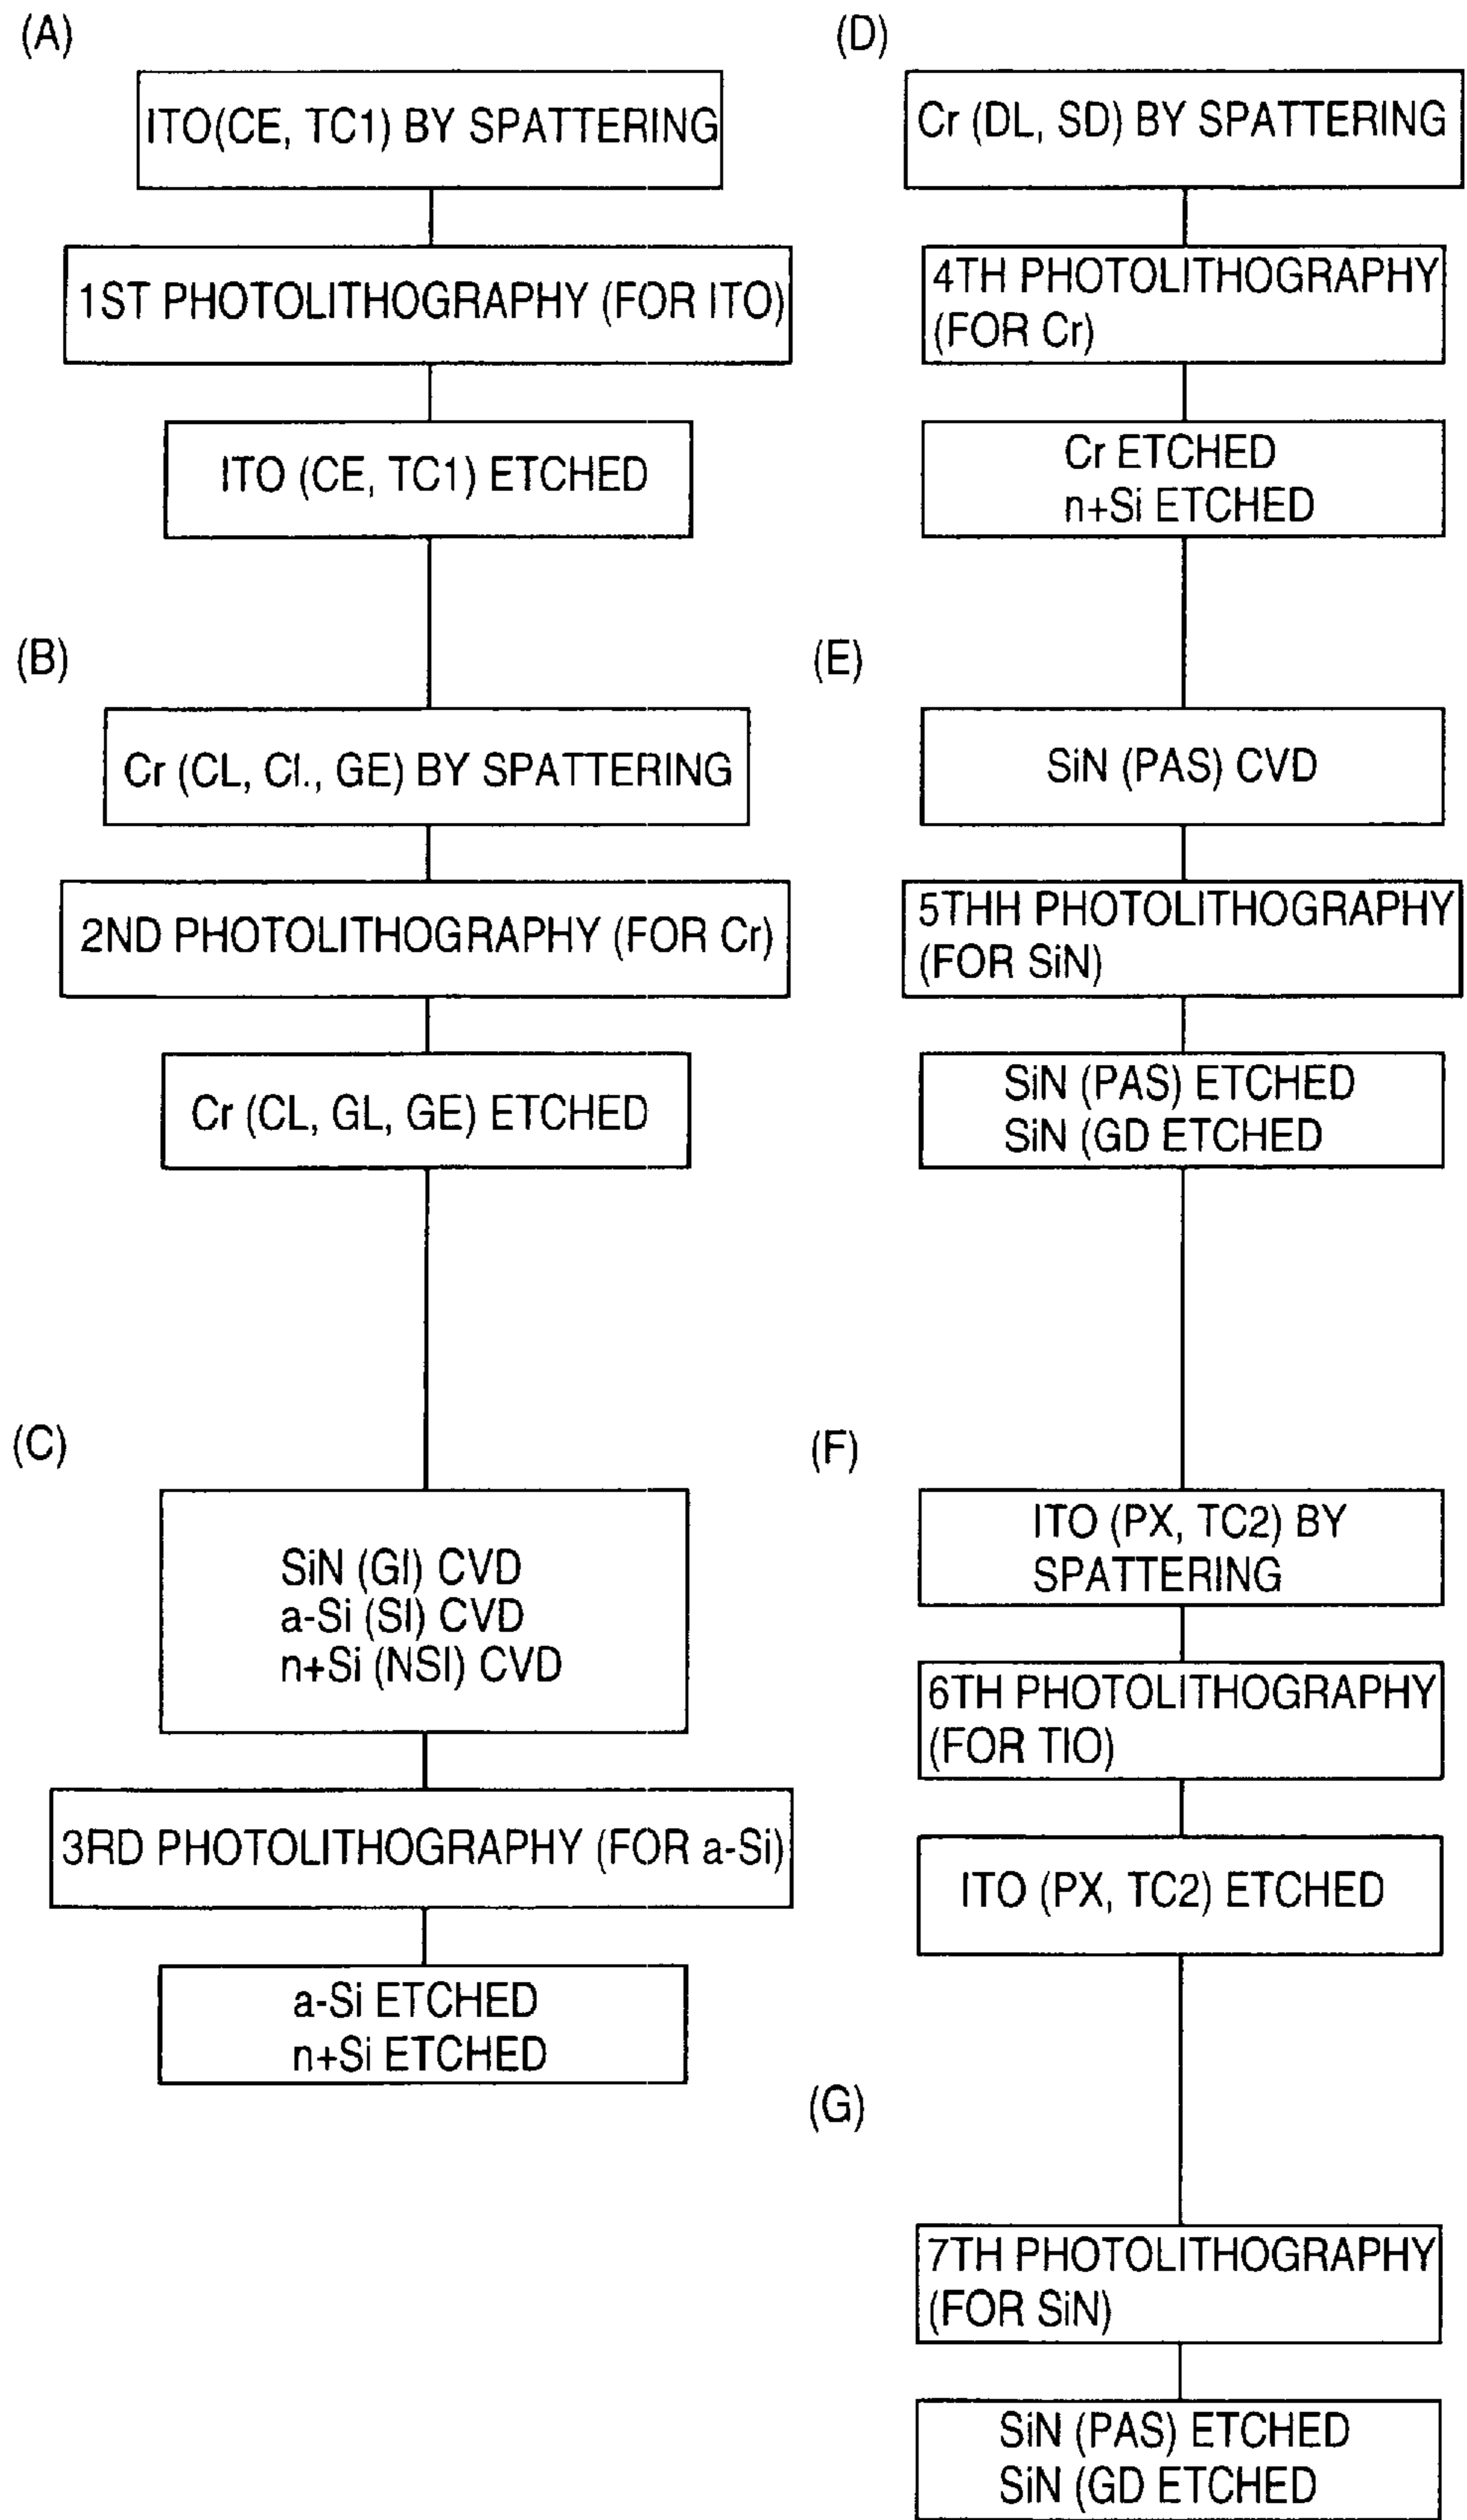 (A)
ITO(CE, TC1) BY SPATTERING
1ST PHOTOLITHOGRAPHY (FOR ITO)
ITO (CE, TC1) ETCHED
(B)
Cr (CL, Cl., GE) BY SPATTERING
2ND PHOTOLITHOGRAPHY (FOR Cr)
Cr (CL, GL, GE) ETCHED
(C)
SiN (GI) CVD
a-Si (SI) CVD
n+Si (NSI) CVD
3RD PHOTOLITHOGRAPHY (FOR a-Si)
a-Si ETCHED
n+Si ETCHED
(D)
Cr (DL, SD) BY SPATTERING
4TH PHOTOLITHOGRAPHY
(FOR Cr)
Cr ETCHED
n+Si ETCHED
(E)
SiN (PAS) CVD
5THH PHOTOLITHOGRAPHY
(FOR SiN)
SiN (PAS) ETCHED
SiN (GD ETCHED
(F)
ITO (PX, TC2) BY
SPATTERING
6TH PHOTOLITHOGRAPHY
(FOR TIO)
ITO (PX, TC2) ETCHED
(G)
7TH PHOTOLITHOGRAPHY
(FOR SiN)
SiN (PAS) ETCHED
SiN (GD ETCHED